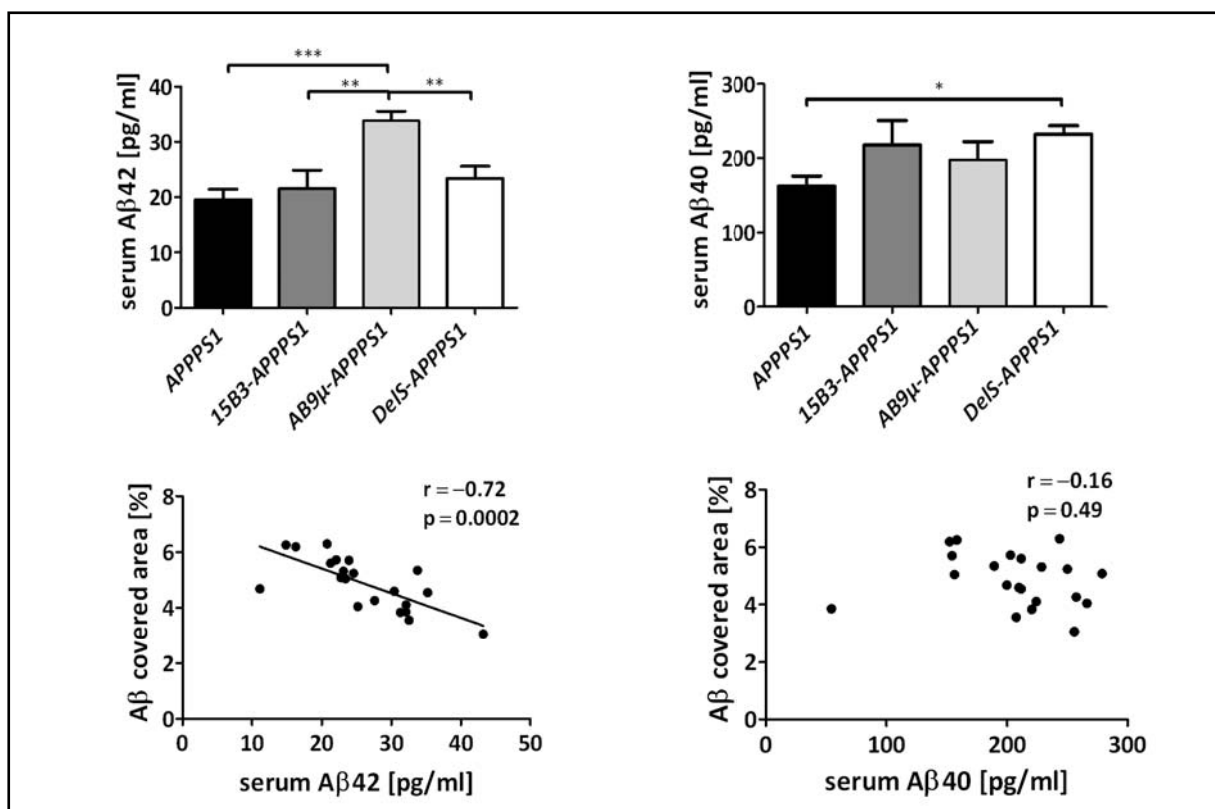 ***
** **
serum Aβ42 [pg/ml]
40
30
20
10
0
APPPS1
15B3-APPPS1
AB9μ-APPPS1
DelS-APPPS1
*
serum Aβ40 [pg/ml]
300
200
100
0
APPPS1
15B3-APPPS1
AB9μ-APPPS1
DelS-APPPS1
r = −0.72
p = 0.0002
Aβ covered area [%]
8
6
4
2
0
0 10 20 30 40 50
serum Aβ42 [pg/ml]
r = −0.16
p = 0.49
Aβ covered area [%]
8
6
4
2
0
0 100 200 300
serum Aβ40 [pg/ml]